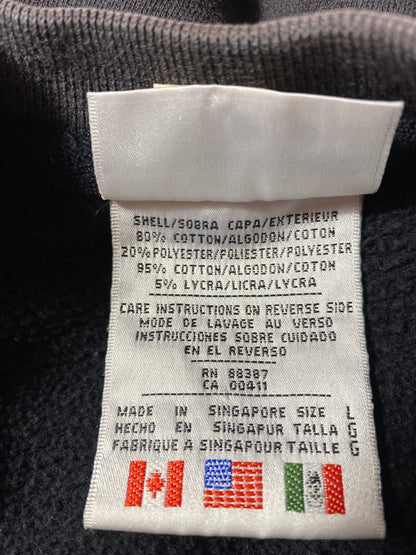 SHELL/SOBRA CAPA/EXTERIEUR
80% COTTON/ALGODON/COTON
20% POLYESTER/POLIESTER/POLYESTER
95% COTTON/ALGODON/COTON
5% LYCRA/LICRA/LYCRA
CARE INSTRUCTIONS ON REVERSE SIDE
MODE DE LAVAGE AU VERSO
INSTRUCCIONES SOBRE CUIDADO
EN EL REVERSO
RN 88387
CA 00411
MADE IN SINGAPORE SIZE L
HECHO EN SINGAPUR TALLA G
FABRIQUE A SINGAPOUR TAILLE G